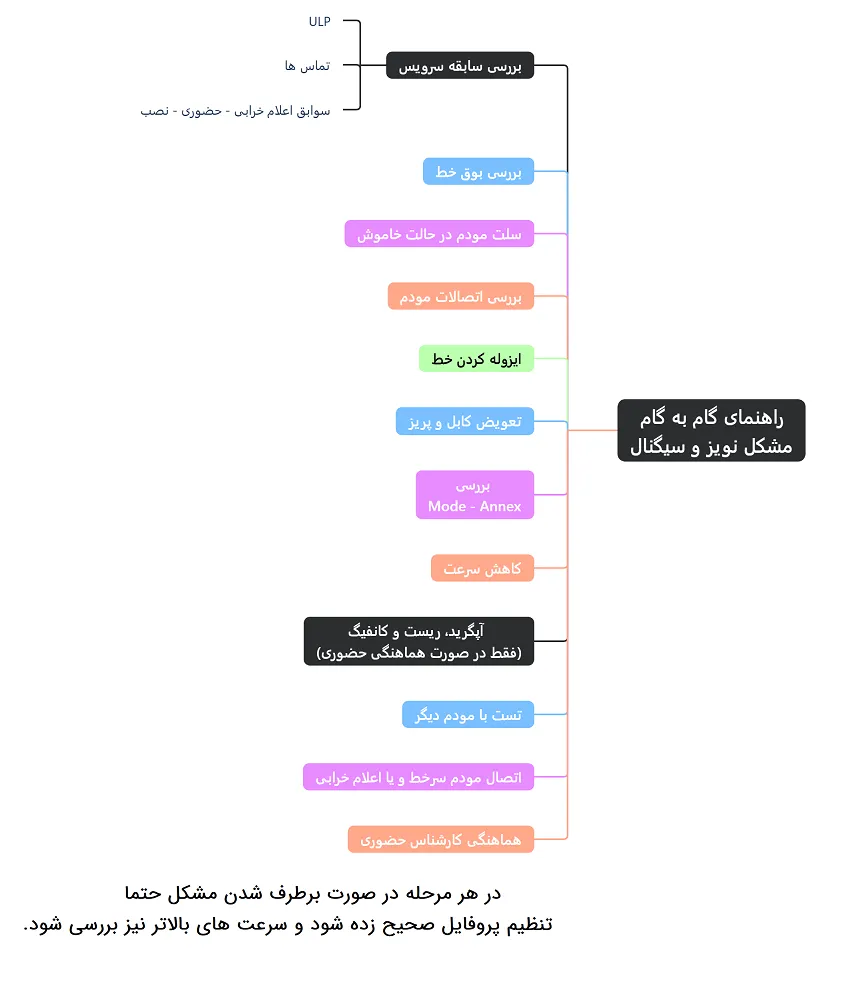 راهنمای گام به گام
مشکل نویز و سیگنال
بررسی سابقه سرویس
ULP
تماس ها
سوابق اعلام خرابی - حضوری - نصب
بررسی بوق خط
سلت مودم در حالت خاموش
بررسی اتصالات مودم
ایزوله کردن خط
تعویض کابل و پریز
بررسی
Mode - Annex
کاهش سرعت
آپگرید، ریست و کانفیگ
(فقط در صورت هماهنگی حضوری)
تست با مودم دیگر
اتصال مودم سرخط و یا اعلام خرابی
هماهنگی کارشناس حضوری
در هر مرحله در صورت برطرف شدن مشکل حتما
تنظیم پروفایل صحیح زده شود و سرعت های بالاتر نیز بررسی شود.